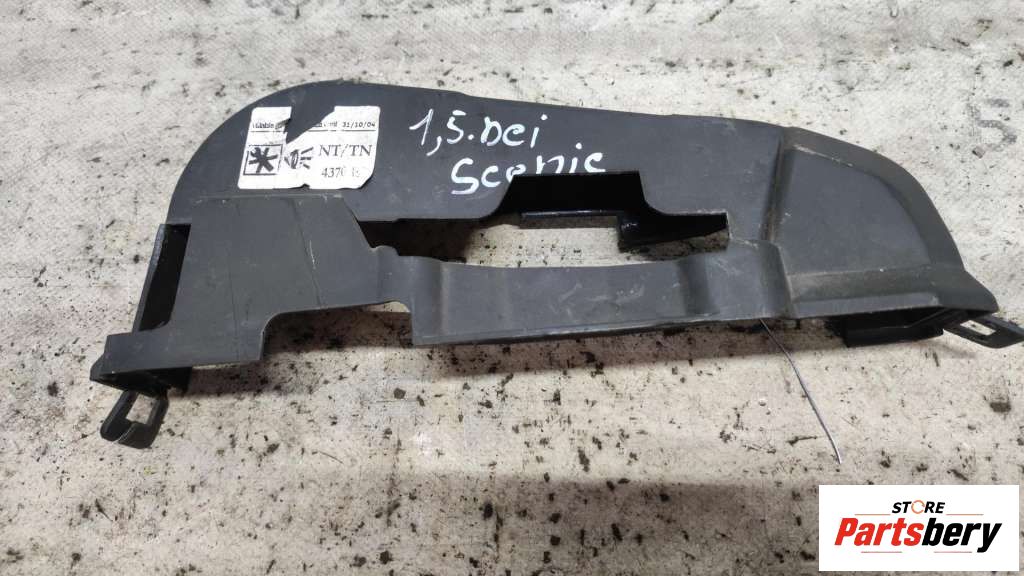 31/10/04
NT/TN
1,5.Dci
Scenic
STORE
Partsbery